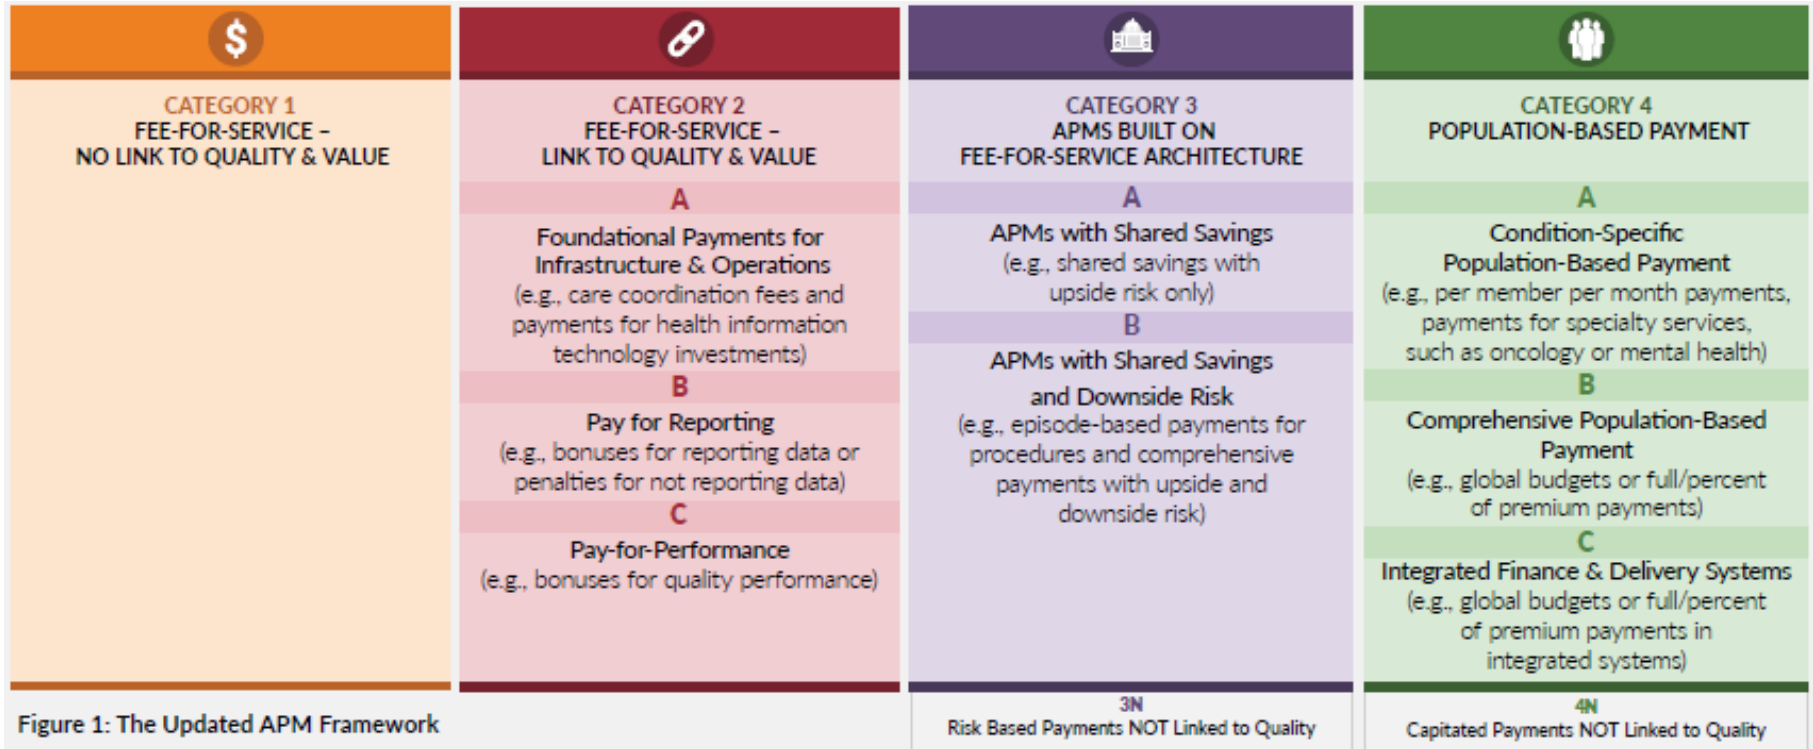 $
CATEGORY 1
FEE-FOR-SERVICE –
NO LINK TO QUALITY & VALUE
CATEGORY 2
FEE-FOR-SERVICE –
LINK TO QUALITY & VALUE
A
Foundational Payments for
Infrastructure & Operations
(e.g., care coordination fees and
payments for health information
technology investments)
B
Pay for Reporting
(e.g., bonuses for reporting data or
penalties for not reporting data)
C
Pay-for-Performance
(e.g., bonuses for quality performance)
CATEGORY 3
APMS BUILT ON
FEE-FOR-SERVICE ARCHITECTURE
A
APMs with Shared Savings
(e.g., shared savings with
upside risk only)
B
APMs with Shared Savings
and Downside Risk
(e.g., episode-based payments for
procedures and comprehensive
payments with upside and
downside risk)
CATEGORY 4
POPULATION-BASED PAYMENT
A
Condition-Specific
Population-Based Payment
(e.g., per member per month payments,
payments for specialty services,
such as oncology or mental health)
B
Comprehensive Population-Based
Payment
(e.g., global budgets or full/percent
of premium payments)
C
Integrated Finance & Delivery Systems
(e.g., global budgets or full/percent
of premium payments in
integrated systems)
Figure 1: The Updated APM Framework
3N
Risk Based Payments NOT Linked to Quality
4N
Capitated Payments NOT Linked to Quality